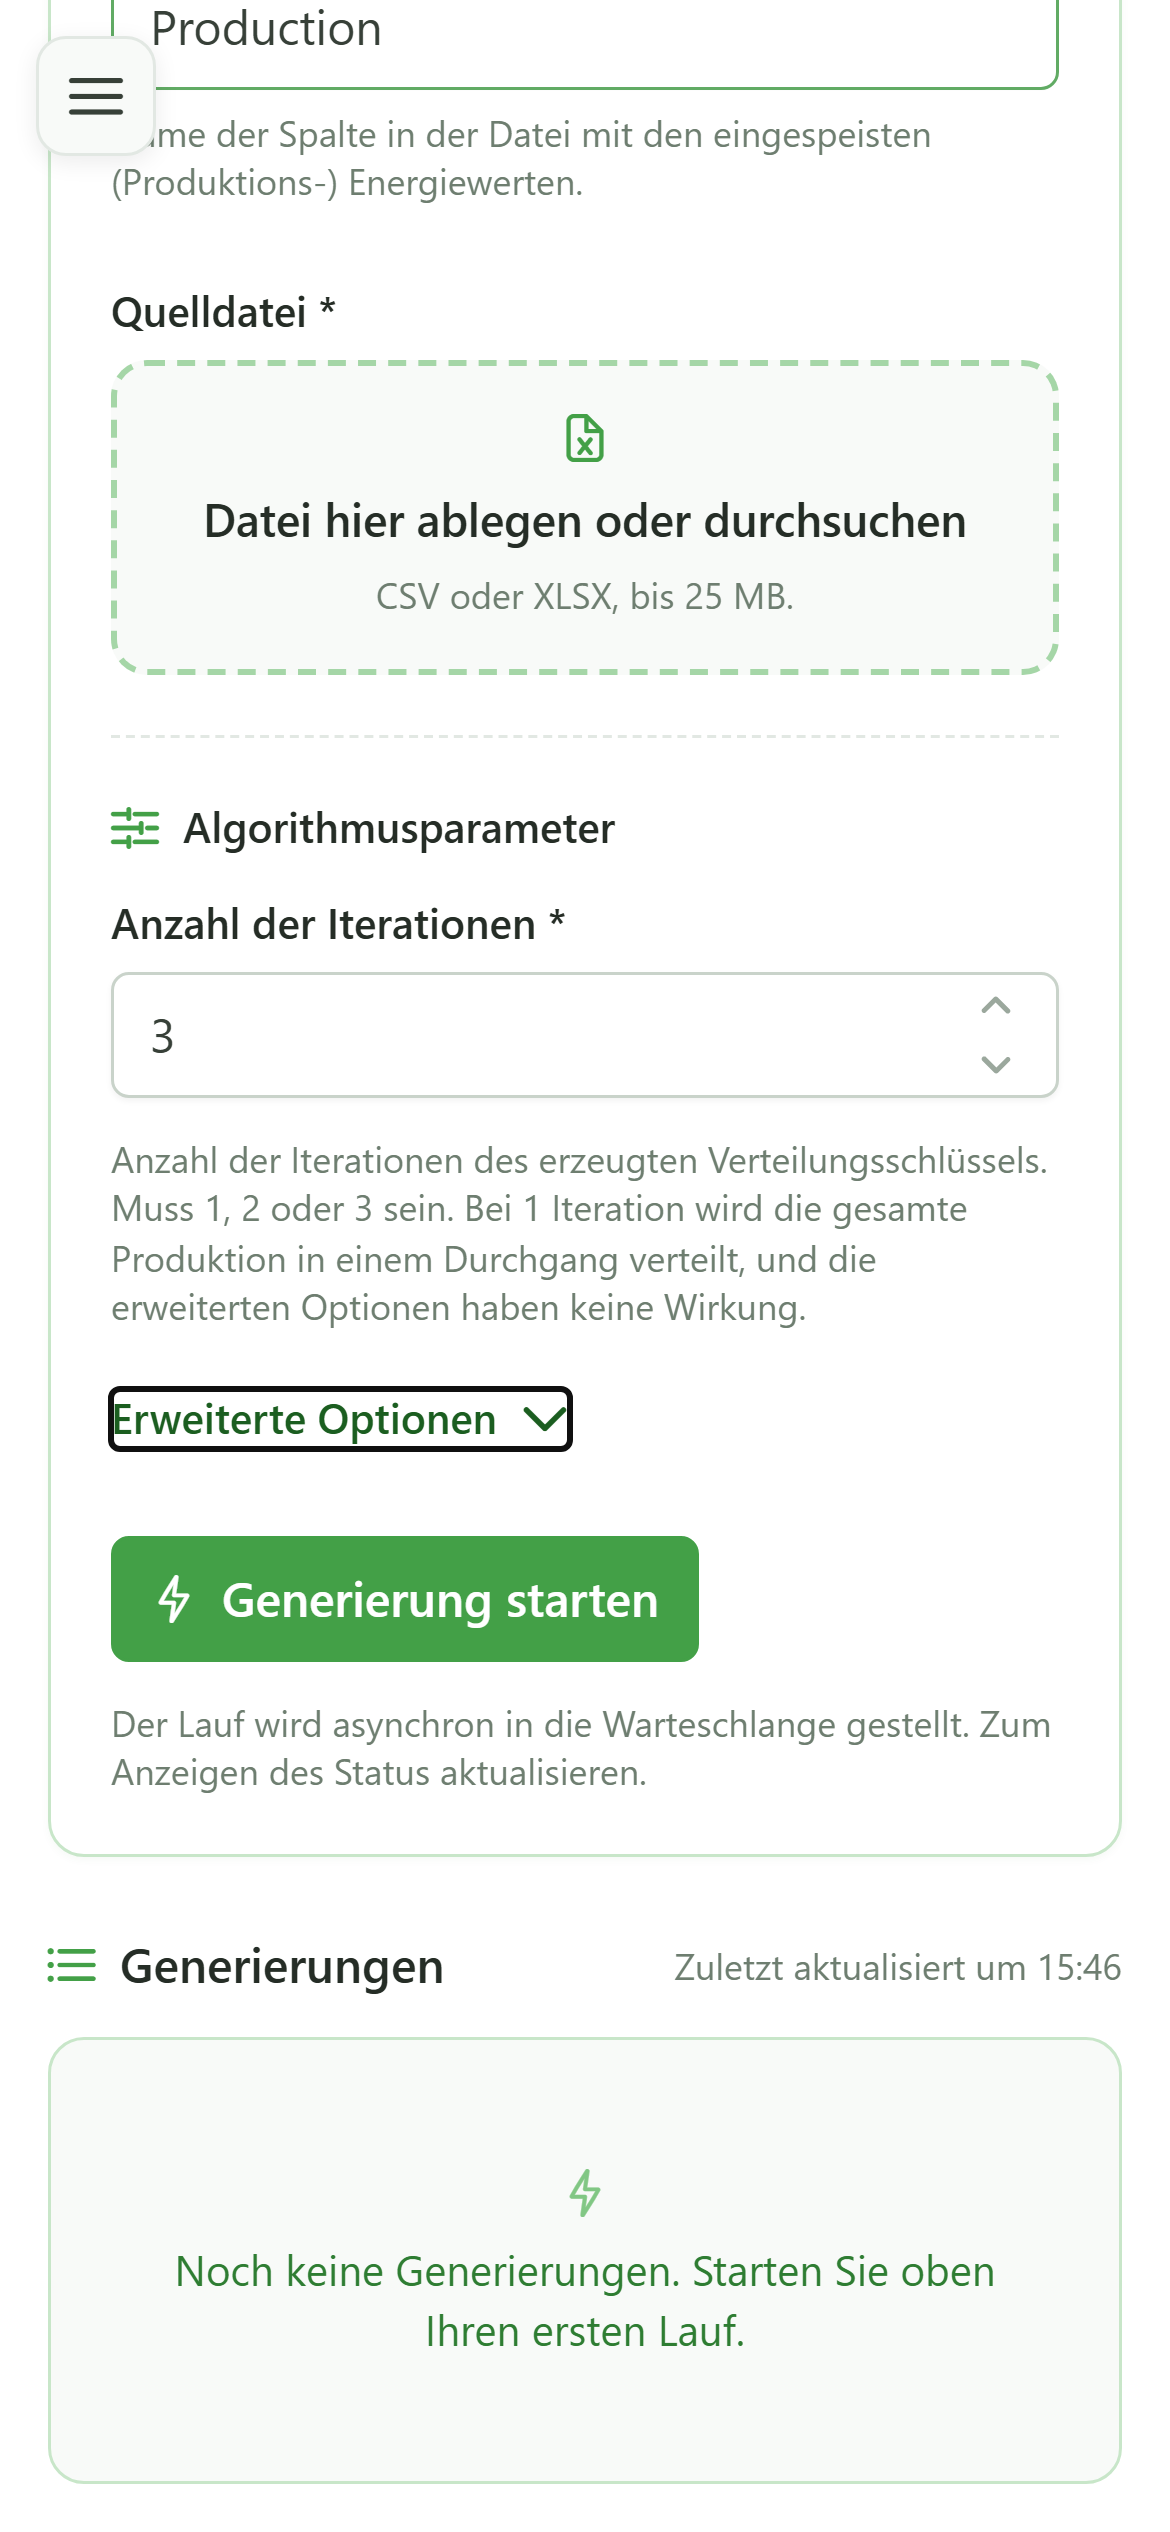 Production
der Spalte in der Datei mit den eingespeisten
(Produktions-) Energiewerten.
Quelldatei *
Datei hier ablegen oder durchsuchen
CSV oder XLSX, bis 25 MB.
Algorithmusparameter
Anzahl der Iterationen *
3
Anzahl der Iterationen des erzeugten Verteilungsschlüssels.
Muss 1, 2 oder 3 sein. Bei 1 Iteration wird die gesamte
Produktion in einem Durchgang verteilt, und die
erweiterten Optionen haben keine Wirkung.
Erweiterte Optionen
Generierung starten
Der Lauf wird asynchron in die Warteschlange gestellt. Zum
Anzeigen des Status aktualisieren.
Generierungen
Zuletzt aktualisiert um 15:46
Noch keine Generierungen. Starten Sie oben
Ihren ersten Lauf.